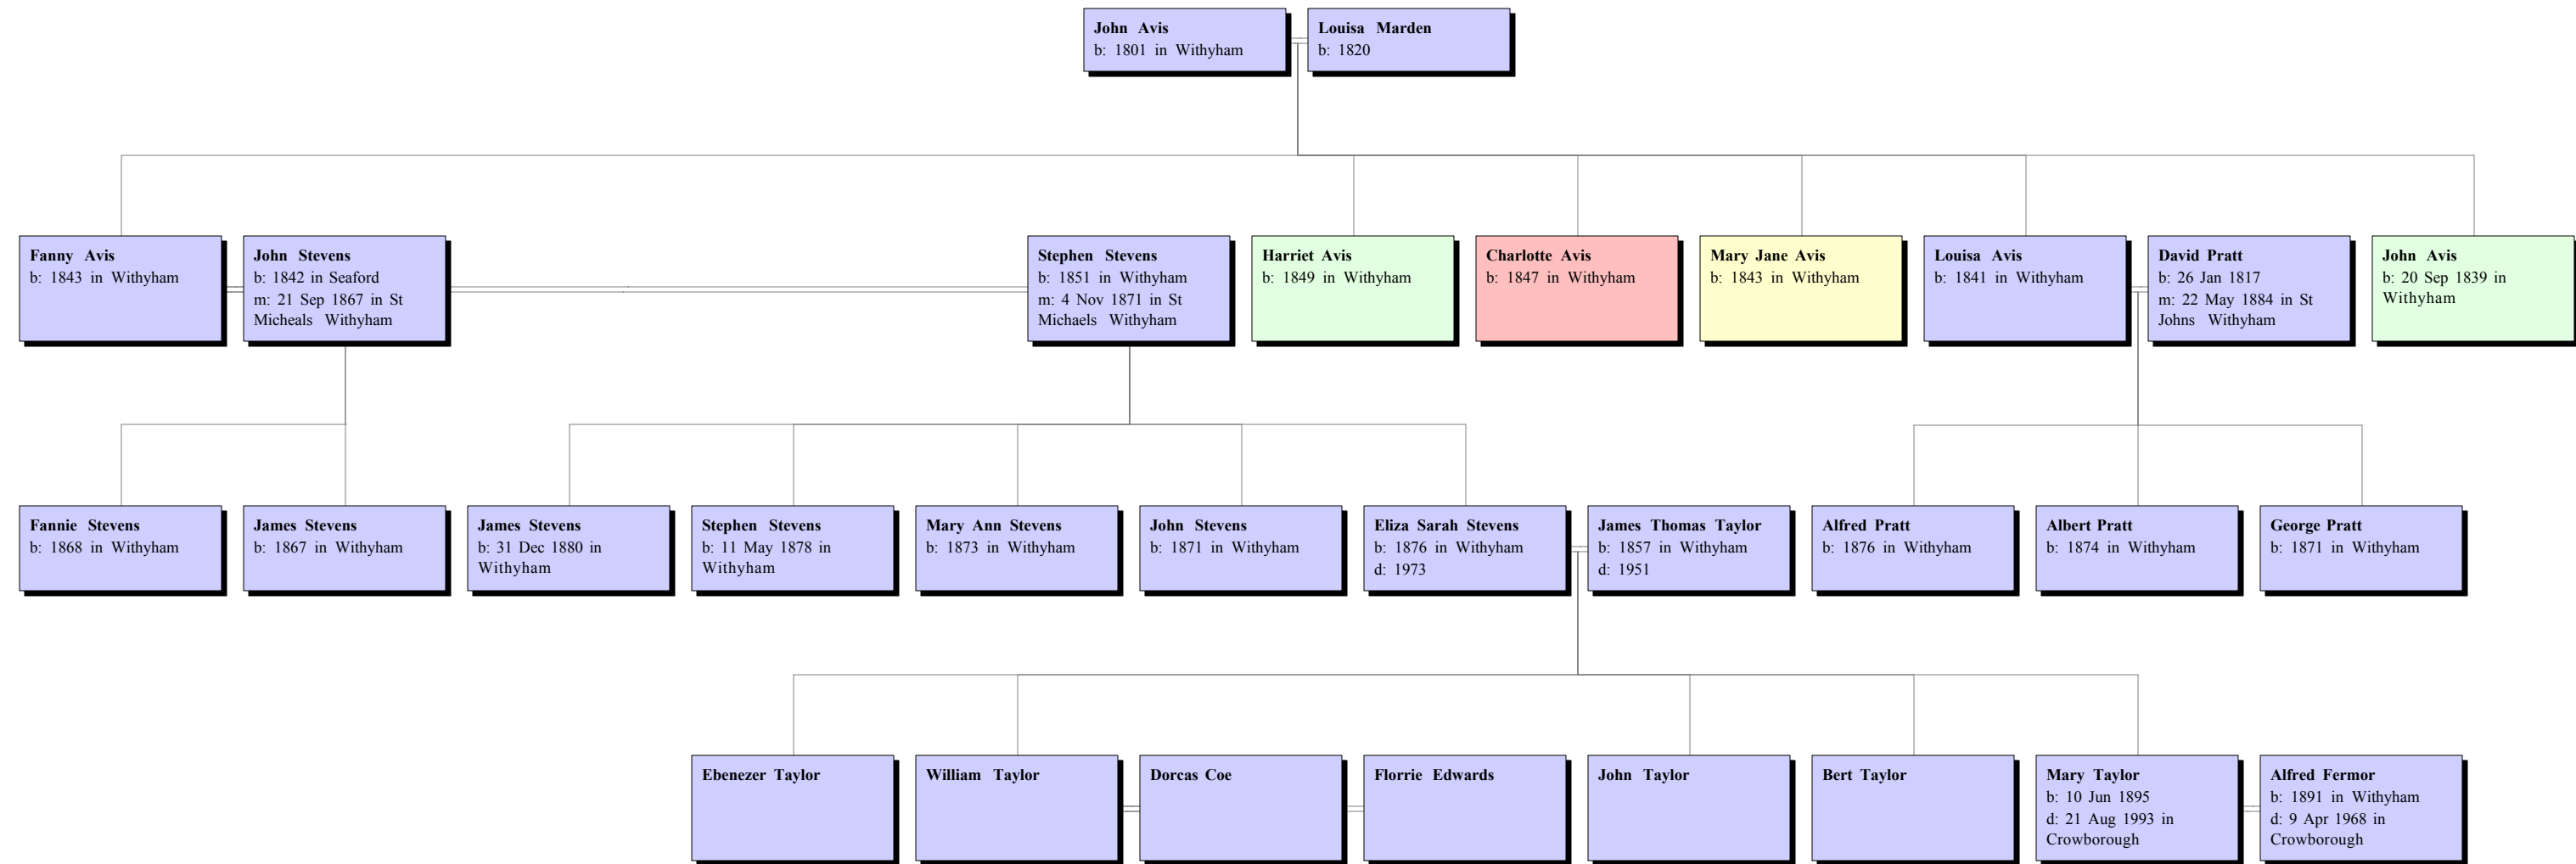 John Avis
b: 1801 in Withyham
Louisa Marden
b: 1820
Fanny Avis
b: 1843 in Withyham
John Stevens
b: 1842 in Seaford
m: 21 Sep 1867 in St
Micheals Withyham
Stephen Stevens
b: 1851 in Withyham
m: 4 Nov 1871 in St
Michaels Withyham
Harriet Avis
b: 1849 in Withyham
Charlotte Avis
b: 1847 in Withyham
Mary Jane Avis
b: 1843 in Withyham
Louisa Avis
b: 1841 in Withyham
David Pratt
b: 26 Jan 1817
m: 22 May 1884 in St
Johns Withyham
John Avis
b: 20 Sep 1839 in
Withyham
Fannie Stevens
b: 1868 in Withyham
James Stevens
b: 1867 in Withyham
James Stevens
b: 31 Dec 1880 in
Withyham
Stephen Stevens
b: 11 May 1878 in
Withyham
Mary Ann Stevens
b: 1873 in Withyham
John Stevens
b: 1871 in Withyham
Eliza Sarah Stevens
b: 1876 in Withyham
d: 1973
James Thomas Taylor
b: 1857 in Withyham
d: 1951
Alfred Pratt
b: 1876 in Withyham
Albert Pratt
b: 1874 in Withyham
George Pratt
b: 1871 in Withyham
Ebenezer Taylor
William Taylor
Dorcas Coe
Florrie Edwards
John Taylor
Bert Taylor
Mary Taylor
b: 10 Jun 1895
d: 21 Aug 1993 in
Crowborough
Alfred Fermor
b: 1891 in Withyham
d: 9 Apr 1968 in
Crowborough